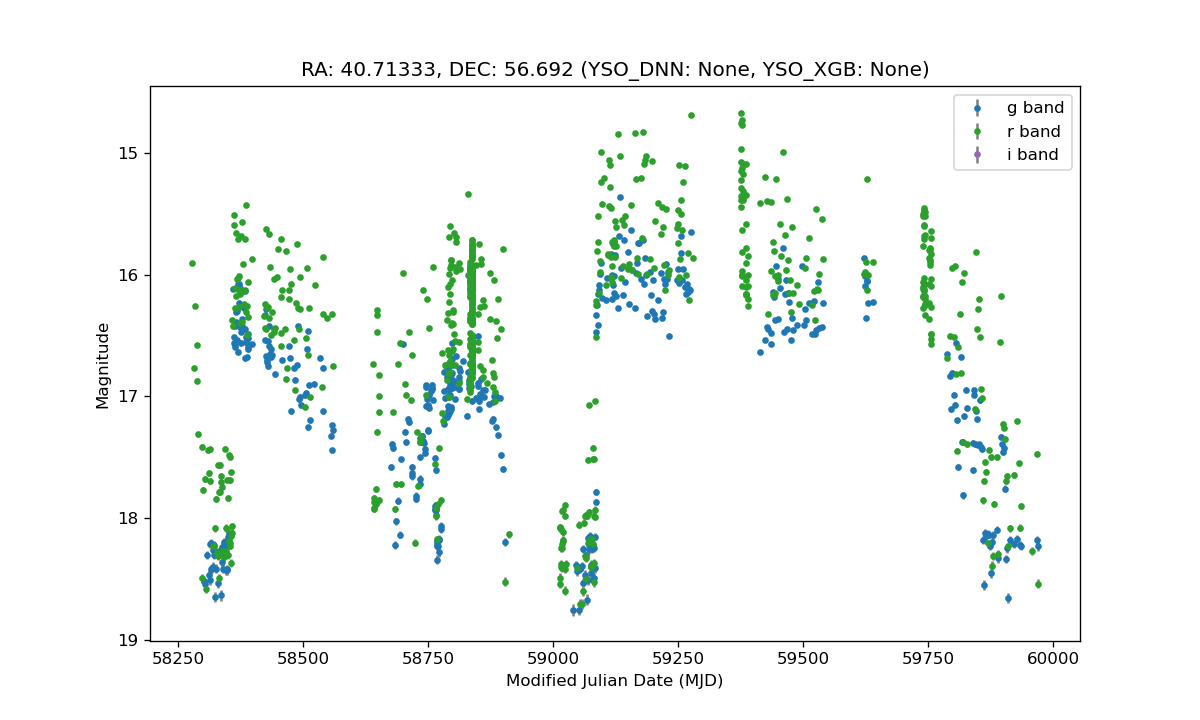 RA: 40.71333, DEC: 56.692 (YSO_DNN: None, YSO_XGB: None)
g band
r band
i band
15
16
17
18
19
Magnitude
58250 58500 58750 59000 59250 59500 59750 60000
Modified Julian Date (MJD)